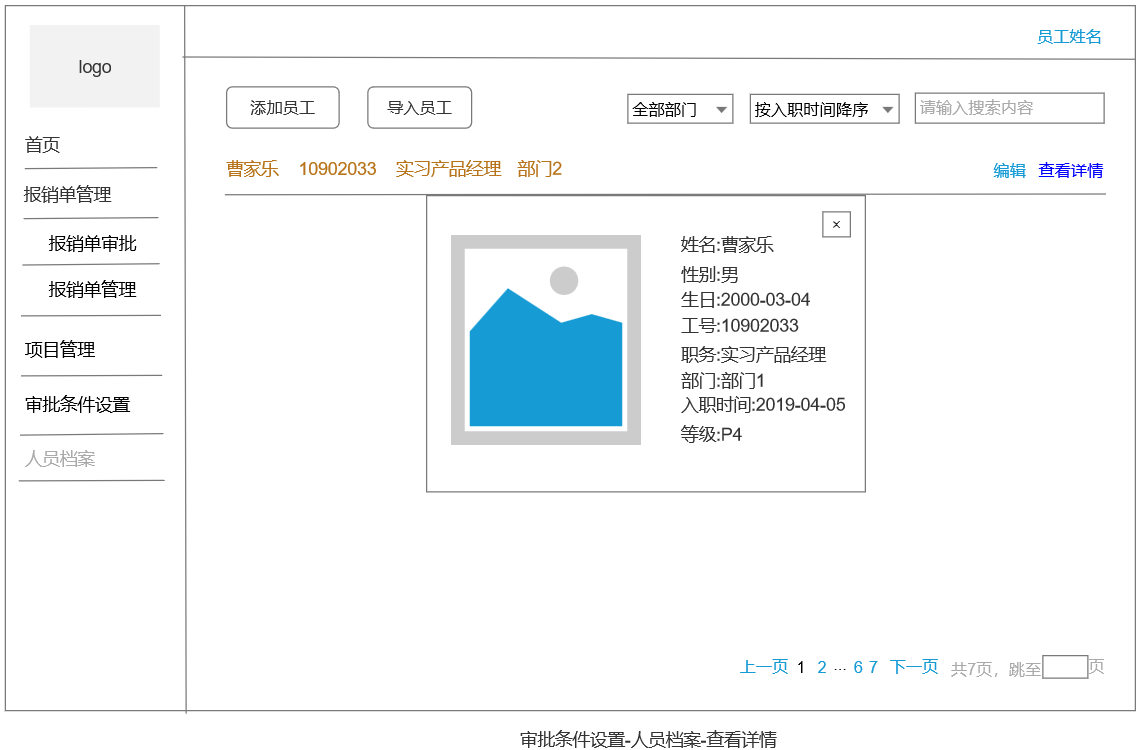 logo
员工姓名
首页
报销单管理
报销单审批
报销单管理
项目管理
审批条件设置
人员档案
添加员工 导入员工 全部部门 按入职时间降序 请输入搜索内容
曹家乐 10902033 实习产品经理 部门2 编辑 查看详情
×
姓名:曹家乐
性别:男
生日:2000-03-04
工号:10902033
职务:实习产品经理
部门:部门1
入职时间:2019-04-05
等级:P4
上一页 1 2 ... 6 7 下一页 共7页，跳至 页
审批条件设置-人员档案-查看详情